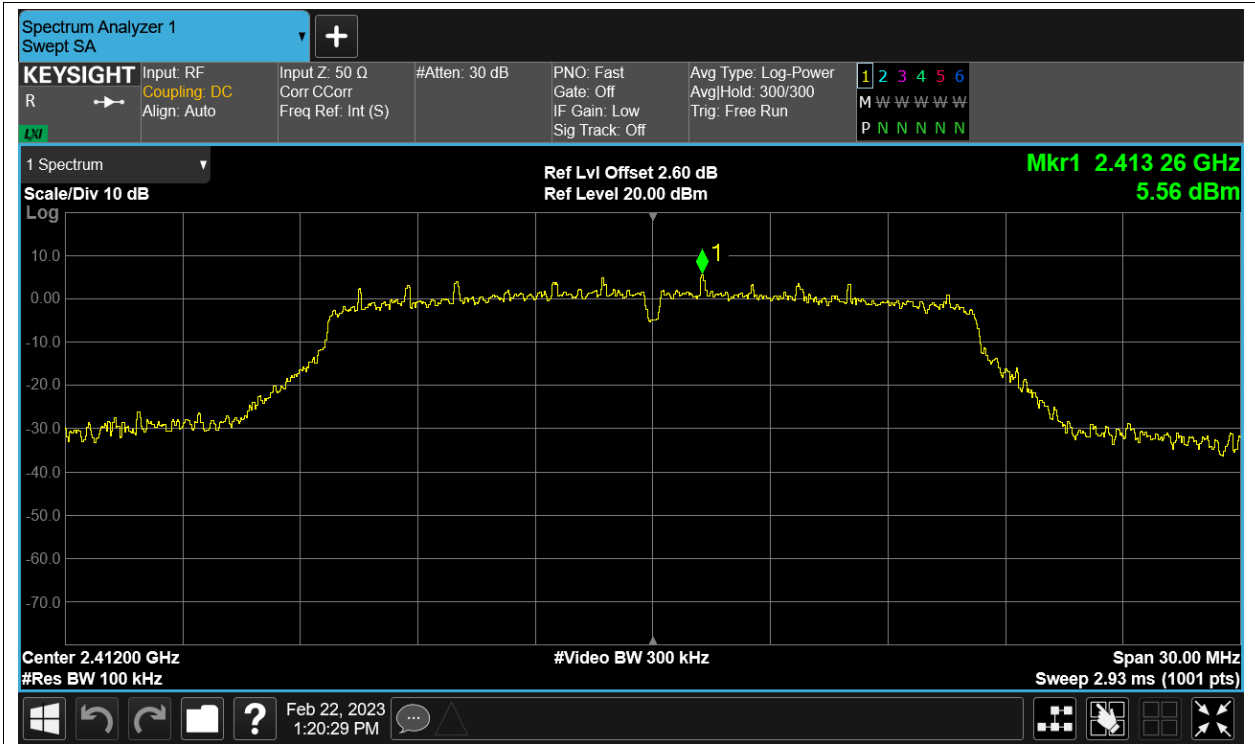 Spectrum Analyzer 1
Swept SA
KEYSIGHT
R
LXI
Input: RF
Coupling: DC
Align: Auto
Input Z: 50 Ω
Corr CCorr
Freq Ref: Int (S)
#Atten: 30 dB
PNO: Fast
Gate: Off
IF Gain: Low
Sig Track: Off
Avg Type: Log-Power
Avg|Hold: 300/300
Trig: Free Run
1 2 3 4 5 6
M W W W W W
P N N N N N
1 Spectrum
Scale/Div 10 dB
Ref Lvl Offset 2.60 dB
Ref Level 20.00 dBm
Mkr1 2.413 26 GHz
5.56 dBm
Log
1
10.0
0.00
-10.0
-20.0
-30.0
-40.0
-50.0
-60.0
-70.0
Center 2.41200 GHz
#Res BW 100 kHz
#Video BW 300 kHz
Span 30.00 MHz
Sweep 2.93 ms (1001 pts)
?
Feb 22, 2023
1:20:29 PM